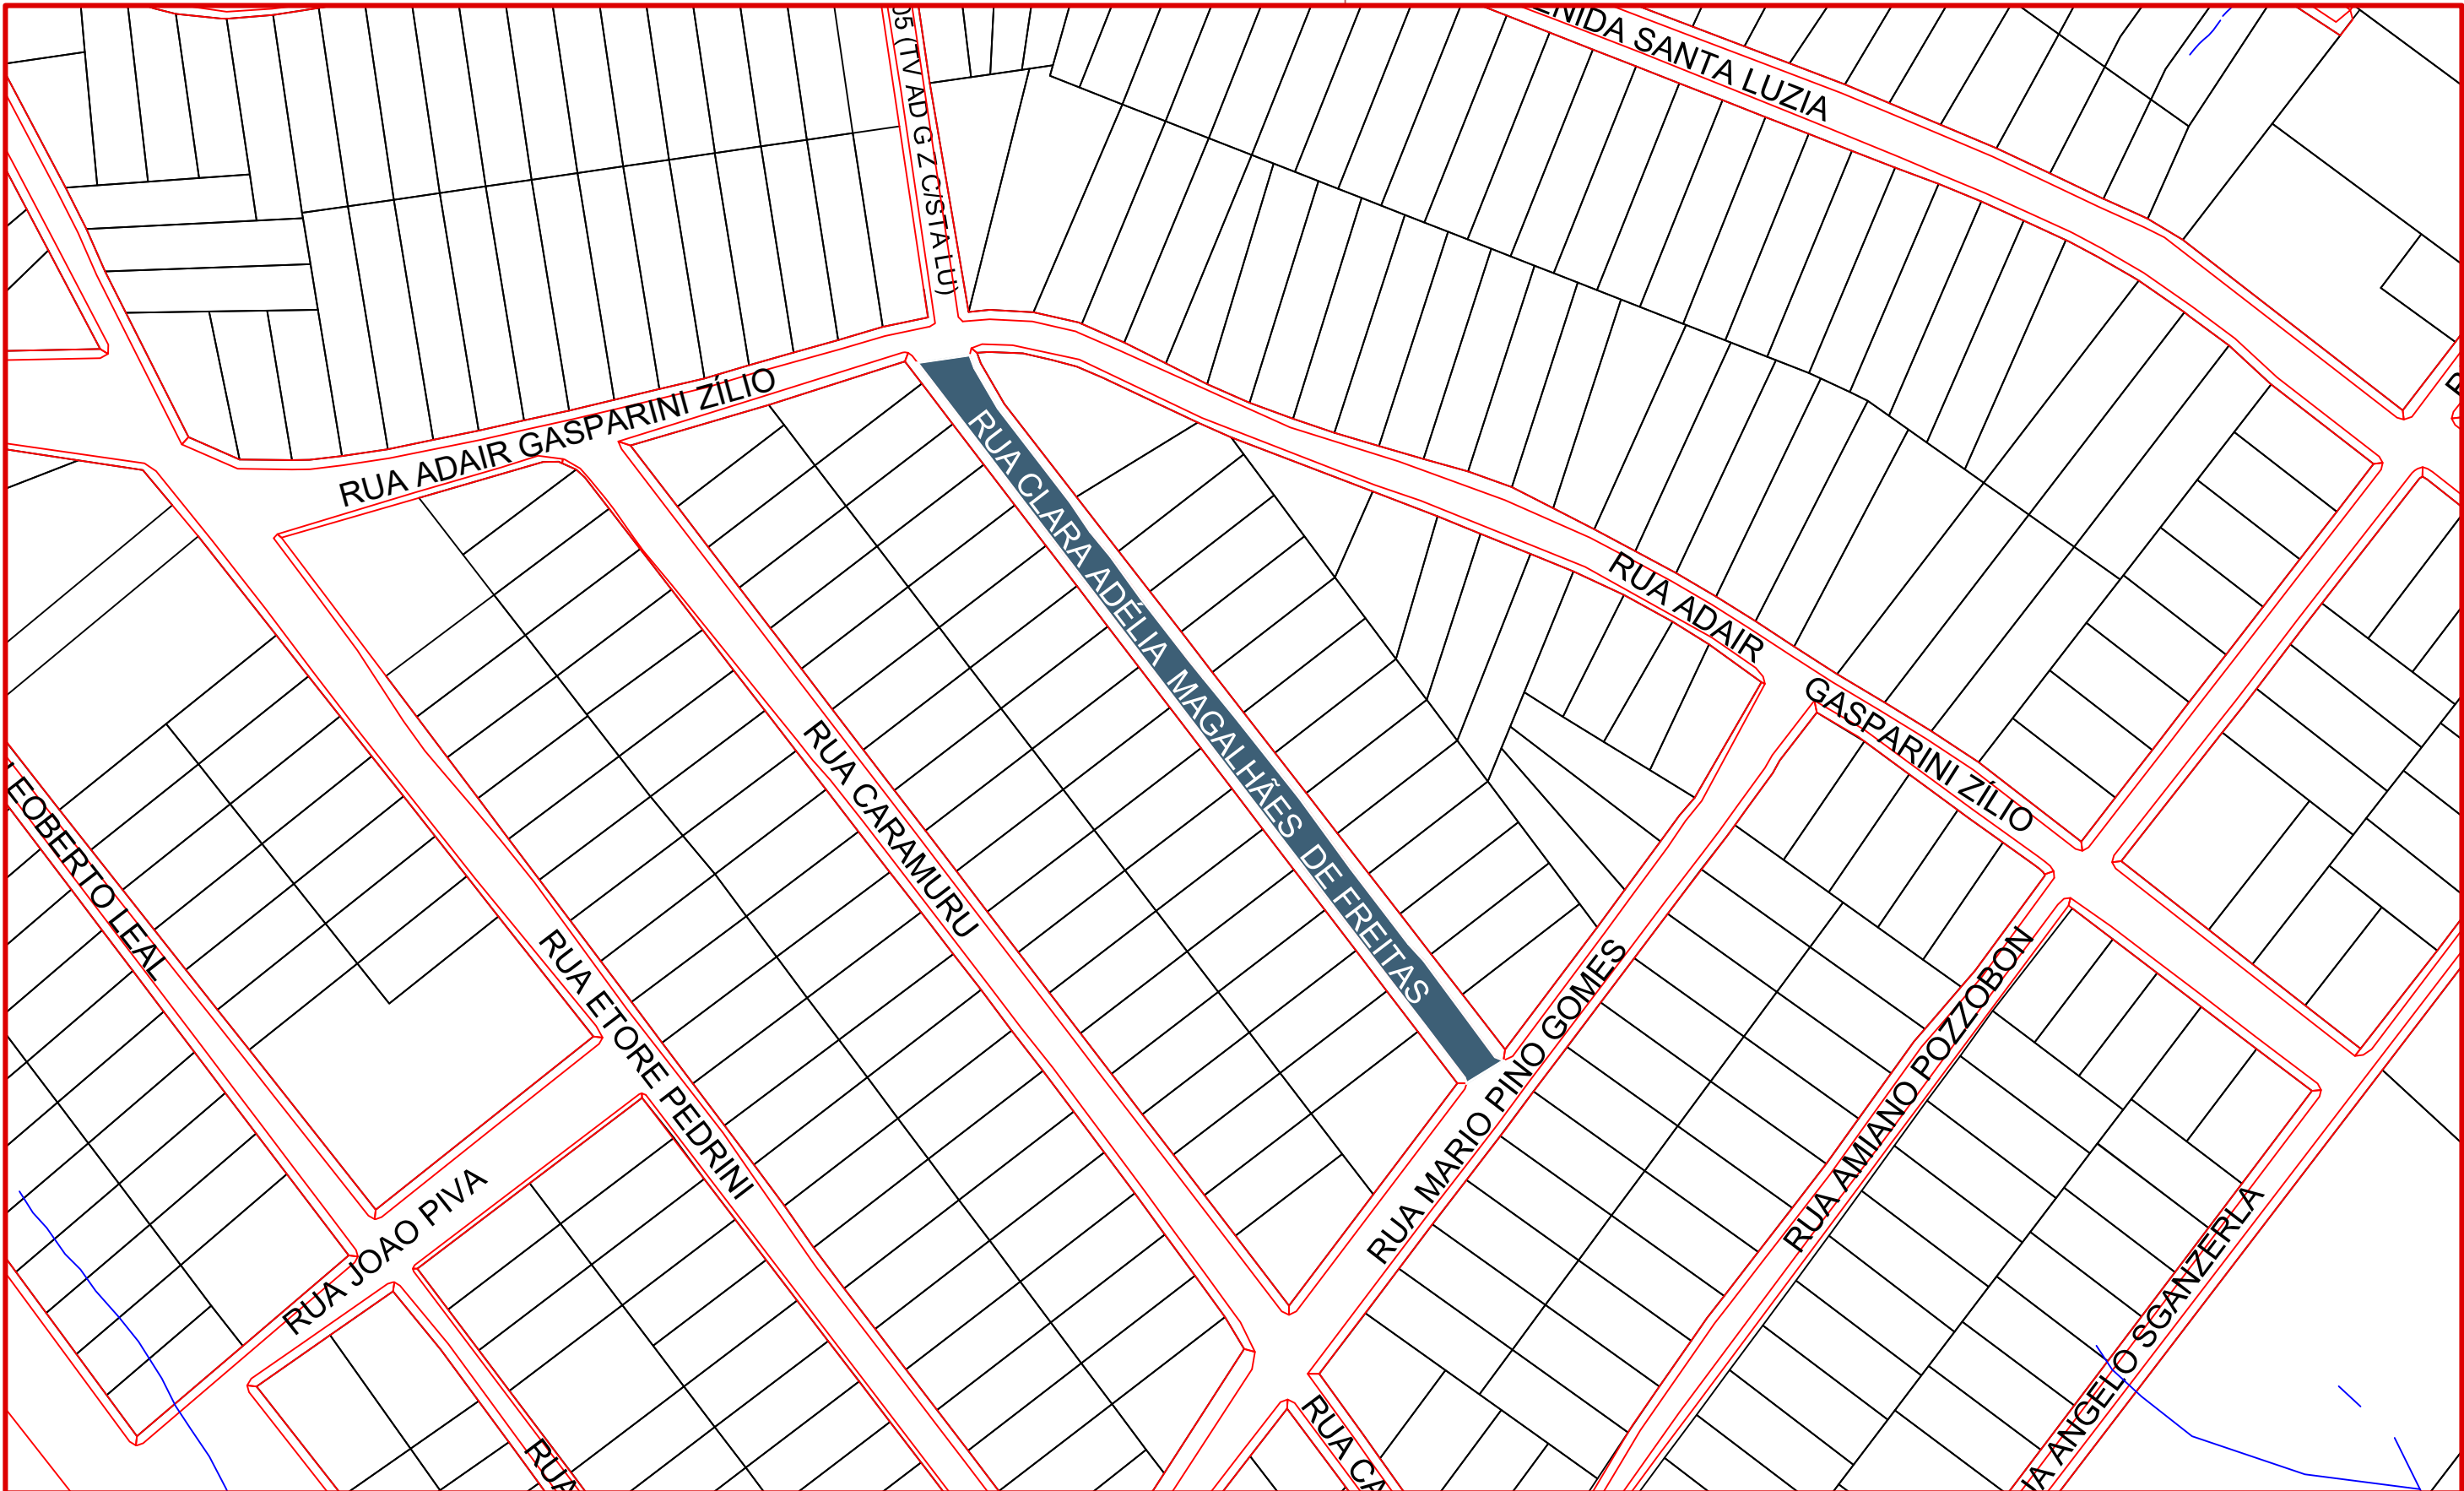 05 (TV AD G Z C/STA LU)
ENIDA SANTA LUZIA
RUA ADAIR GASPARINI ZÍLIO
RUA CLARA ADÉLIA MAGALHÃES DE FREITAS
RUA ADAIR
GASPARINI ZÍLIO
RUA CARAMURU
EOBERTO LEAL
RUA ETORE PEDRINI
RUA MARIO PINO GOMES
RUA AMIANO POZZOBON
RUA JOAO PIVA
ANGELO SGANZERLA
RUA CA
RUA